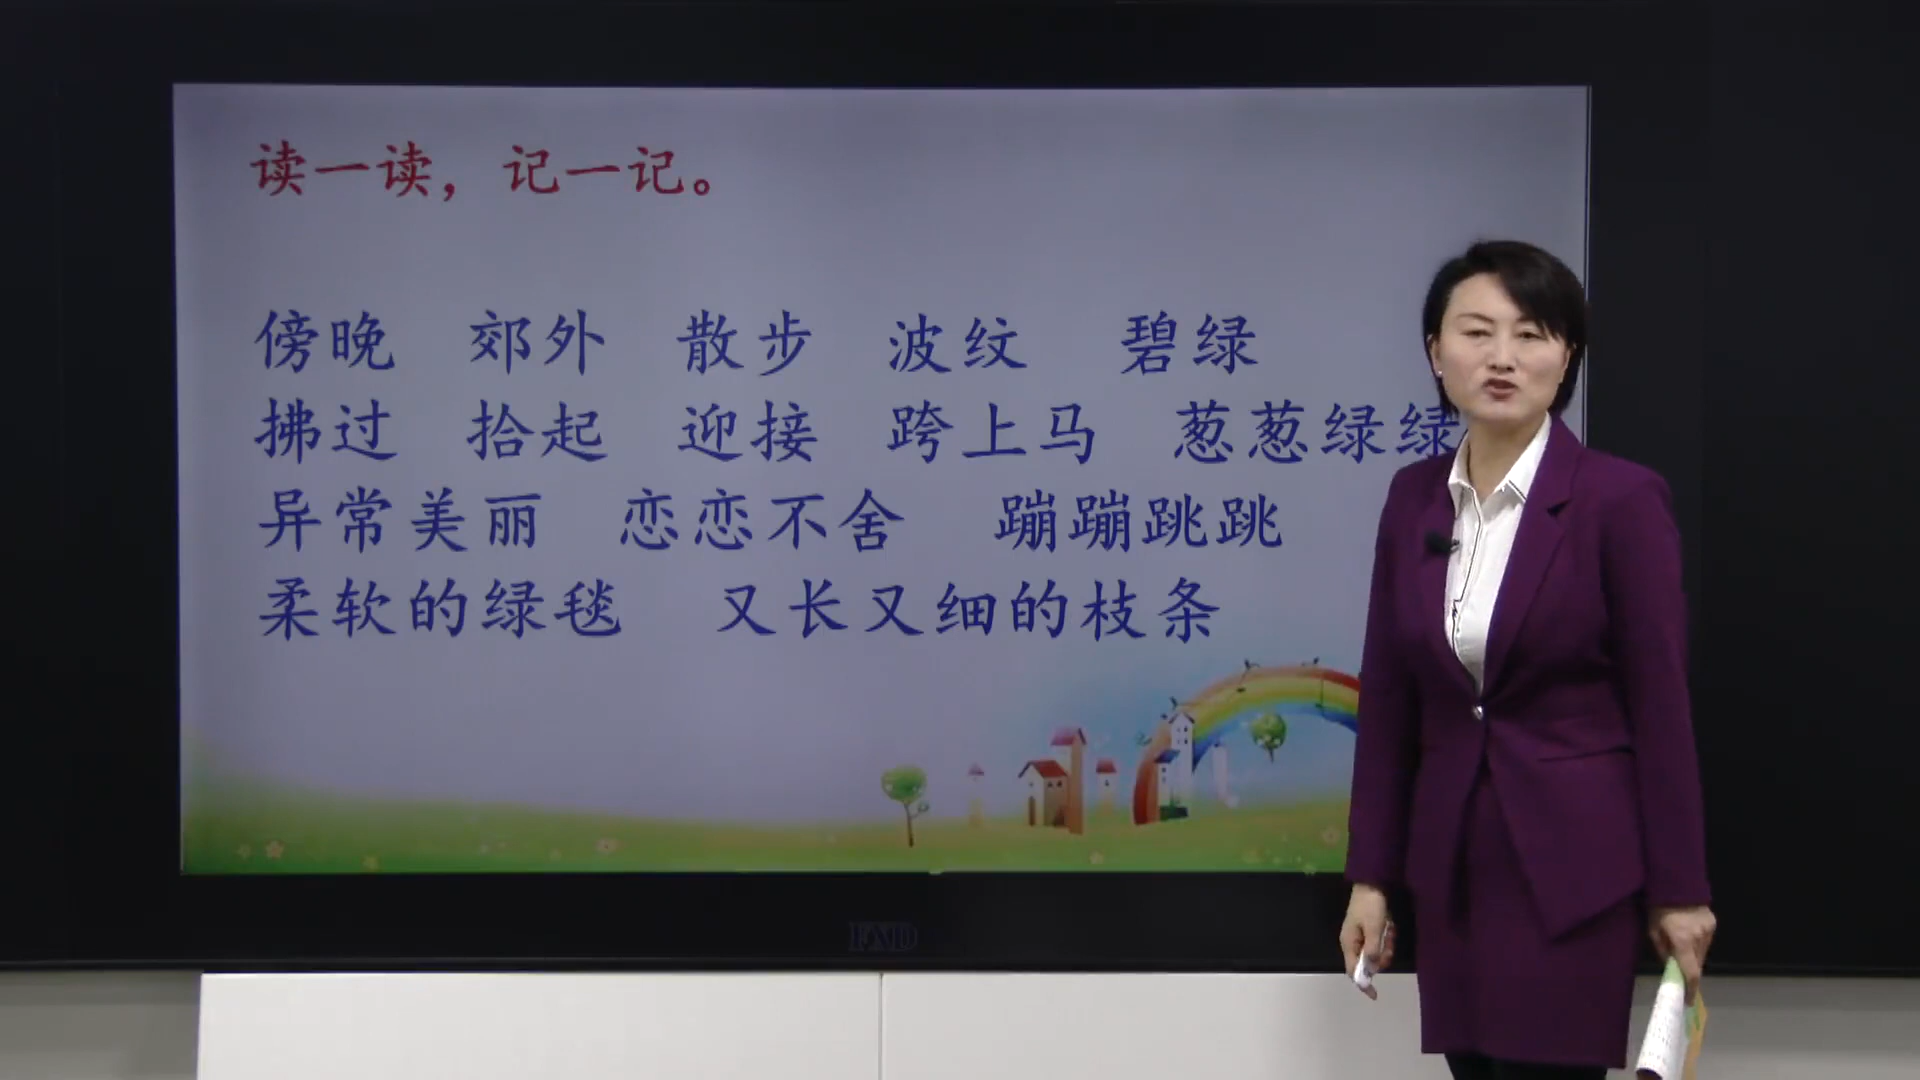 读一读，记一记。
傍晚 郊外 散步 波纹 碧绿
拂过 拾起 迎接 跨上马 葱葱绿绿
异常美丽 恋恋不舍 蹦蹦跳跳
柔软的绿毯 又长又细的枝条